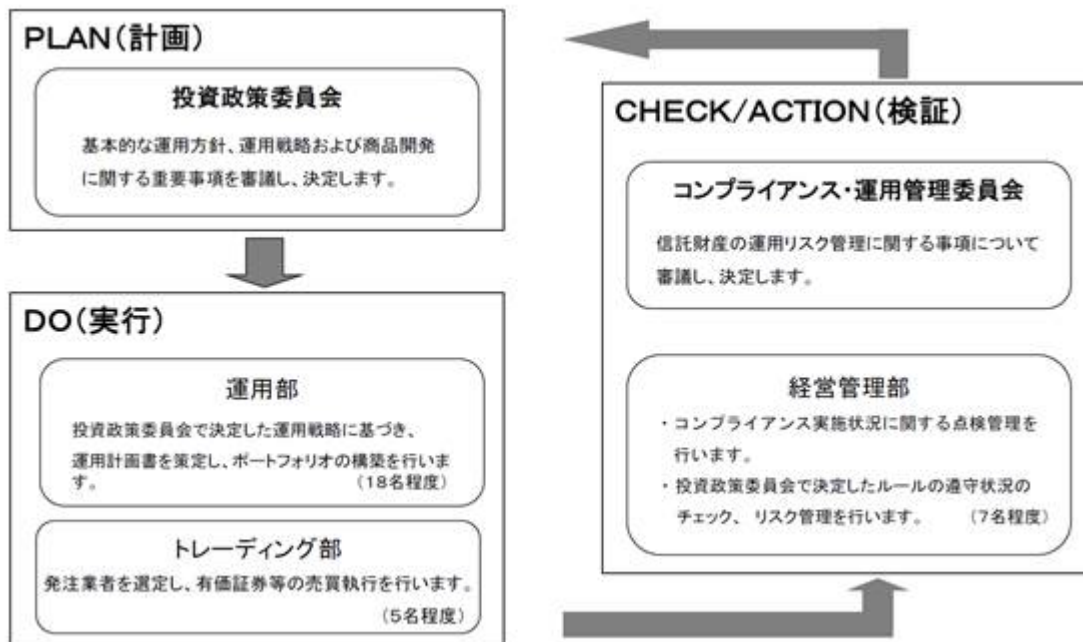 PLAN(計画)
投資政策委員会
基本的な運用方針、運用戦略および商品開発
に関する重要事項を審議し、決定します。
DO(実行)
運用部
投資政策委員会で決定した運用戦略に基づき、
運用計画書を策定し、ポートフォリオの構築を行いま
す。 (18名程度)
トレーディング部
発注業者を選定し、有価証券等の売買執行を行います。
(5名程度)
CHECK/ACTION(検証)
コンプライアンス・運用管理委員会
信託財産の運用リスク管理に関する事項について
審議し、決定します。
経営管理部
・コンプライアンス実施状況に関する点検管理を
行います。
・投資政策委員会で決定したルールの遵守状況の
チェック、 リスク管理を行います。 (7名程度)